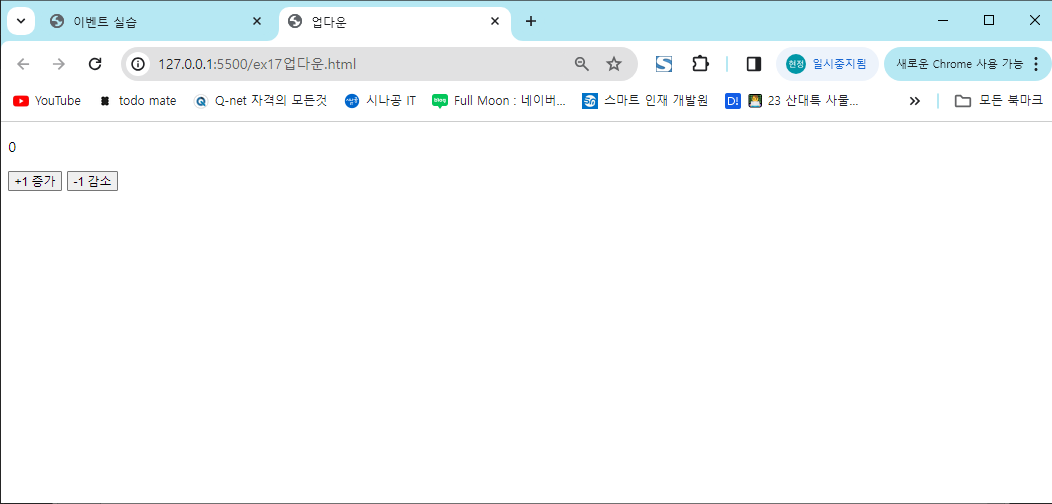 이벤트 실습
업다운
127.0.0.1:5500/ex17업다운.html
현정 일시중지됨
새로운 Chrome 사용 가능
YouTube
todo mate
Q-net 자격의 모든것
시나공 IT
blog Full Moon : 네이버...
스마트 인재 개발원
D! 23 산대특 사물...
모든 북마크
0
+1 증가 -1 감소